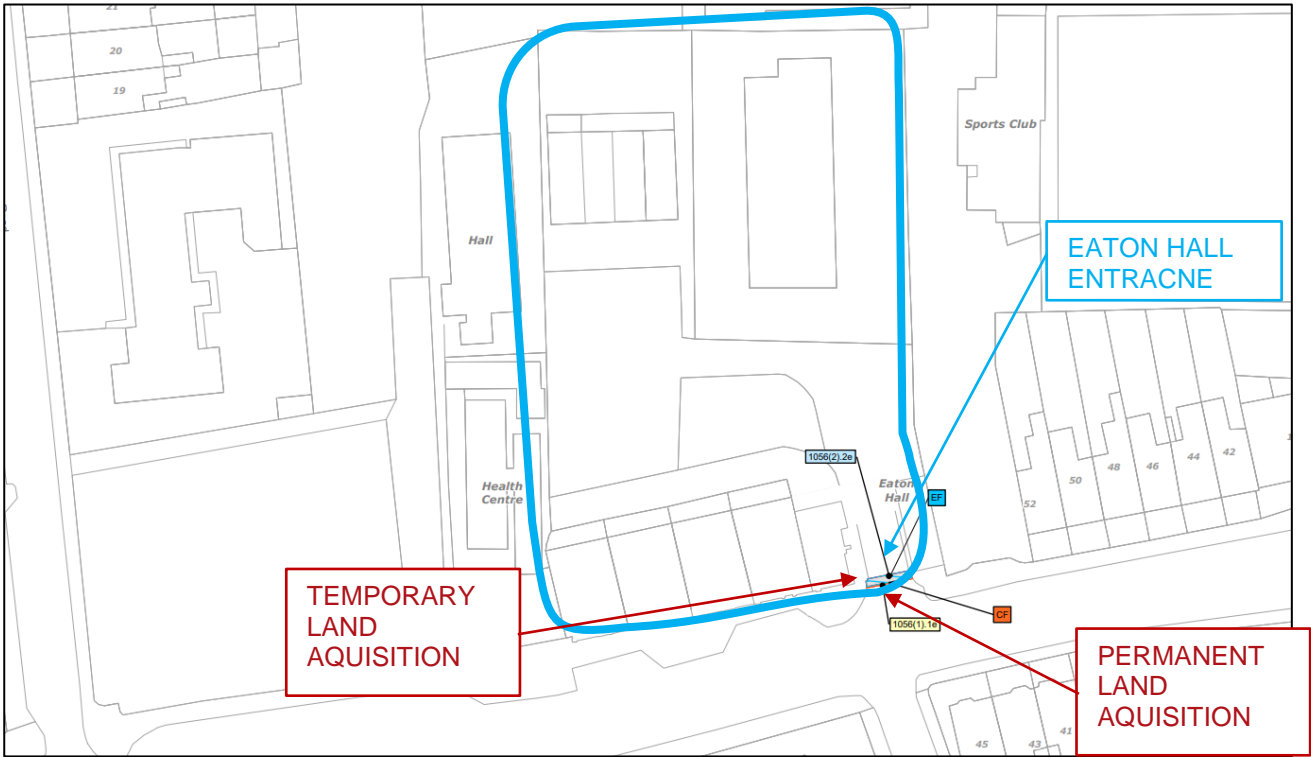 21
20
19
Sports Club
Hall
EATON HALL
ENTRACNE
1056(2).2e
Eaton
Hall
EF
Health
Centre
52
50
48
46
44
42
TEMPORARY
LAND
AQUISITION
1056(1).1e
CF
PERMANENT
LAND
AQUISITION
45
43
41